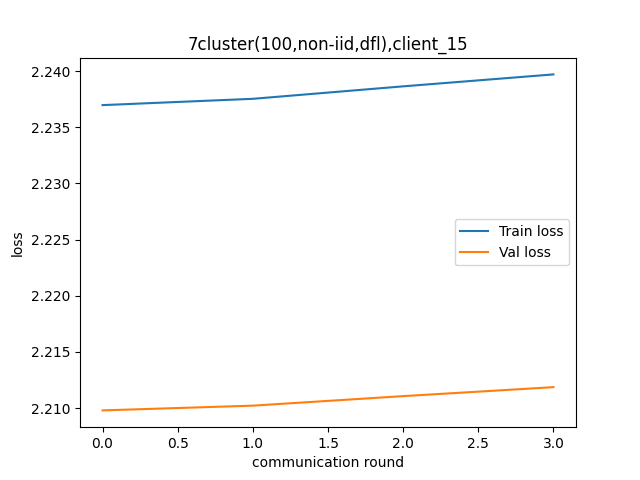 7cluster(100,non-iid,dfl),client_15
2.240
2.235
2.230
2.225
2.220
2.215
2.210
loss
Train loss
Val loss
0.0 0.5 1.0 1.5 2.0 2.5 3.0
communication round